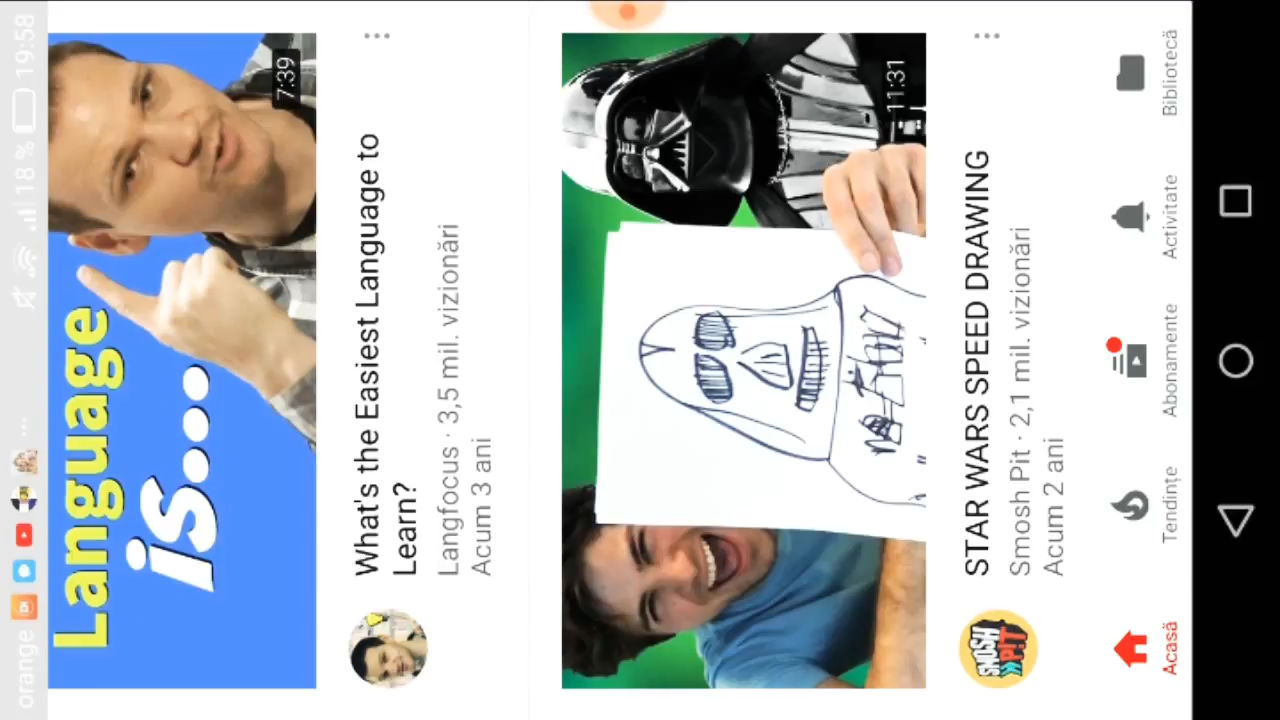 orange ... 18 % 19:58
Language
is...
7:39
What's the Easiest Language to
Learn?
Langfocus · 3,5 mil. vizionări
Acum 3 ani
11:31
SMOSH
PIT
STAR WARS SPEED DRAWING
Smosh Pit · 2,1 mil. vizionări
Acum 2 ani
Acasă
Tendințe
Abonamente
Activitate
Bibliotecă